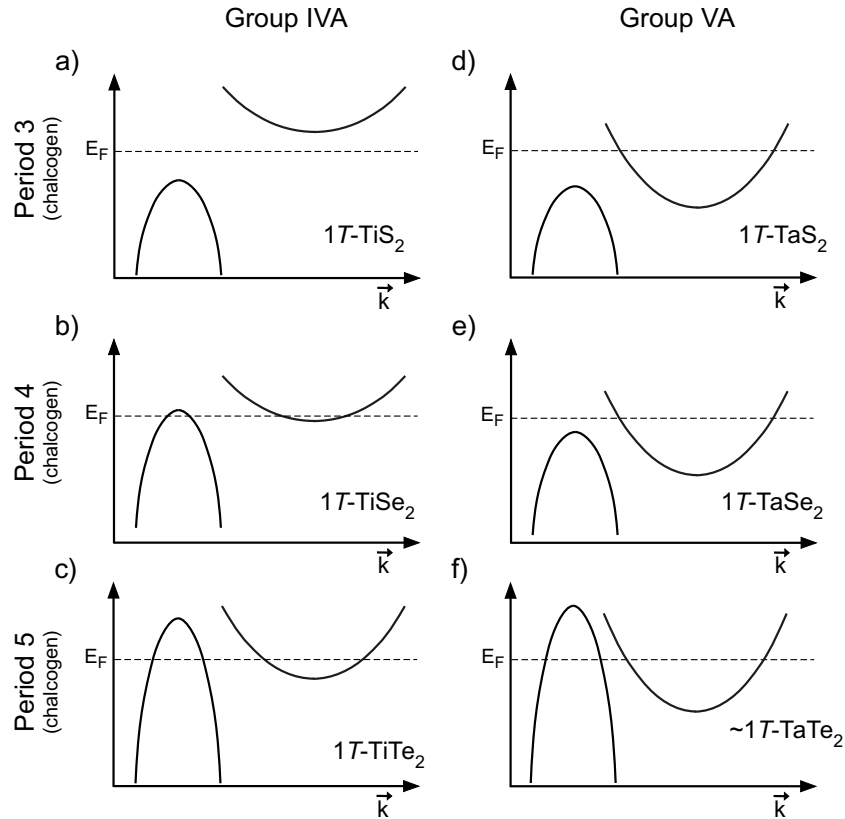 Group IVA
Group VA
a)
d)
Period 3
(chalcogen)
E_F
1T-TiS₂
k
E_F
1T-TaS₂
k
b)
e)
Period 4
(chalcogen)
E_F
1T-TiSe₂
k
E_F
1T-TaSe₂
k
c)
f)
Period 5
(chalcogen)
E_F
1T-TiTe₂
k
E_F
~1T-TaTe₂
k